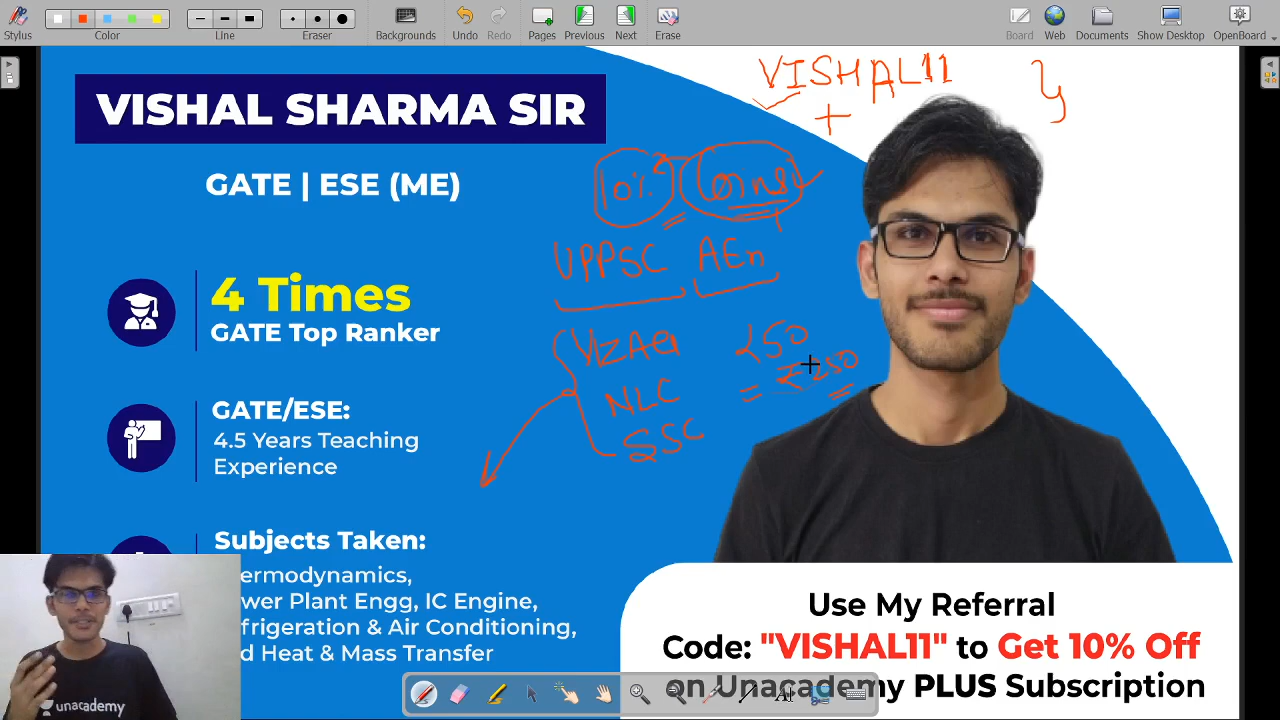 Stylus Color Line Eraser Backgrounds Undo Redo Pages Previous Next Erase Board Web Documents Show Desktop OpenBoard
VISHAL11
+
VISHAL SHARMA SIR
GATE | ESE (ME)
10%
UPPSC AEn
4 Times
GATE Top Ranker
250
₹250
NLC
SSC
GATE/ESE:
4.5 Years Teaching
Experience
Subjects Taken:
ermodynamics,
wer Plant Engg, IC Engine,
frigeration & Air Conditioning,
d Heat & Mass Transfer
unacademy
Use My Referral
Code: "VISHAL11" to Get 10% Off
on Unacademy PLUS Subscription